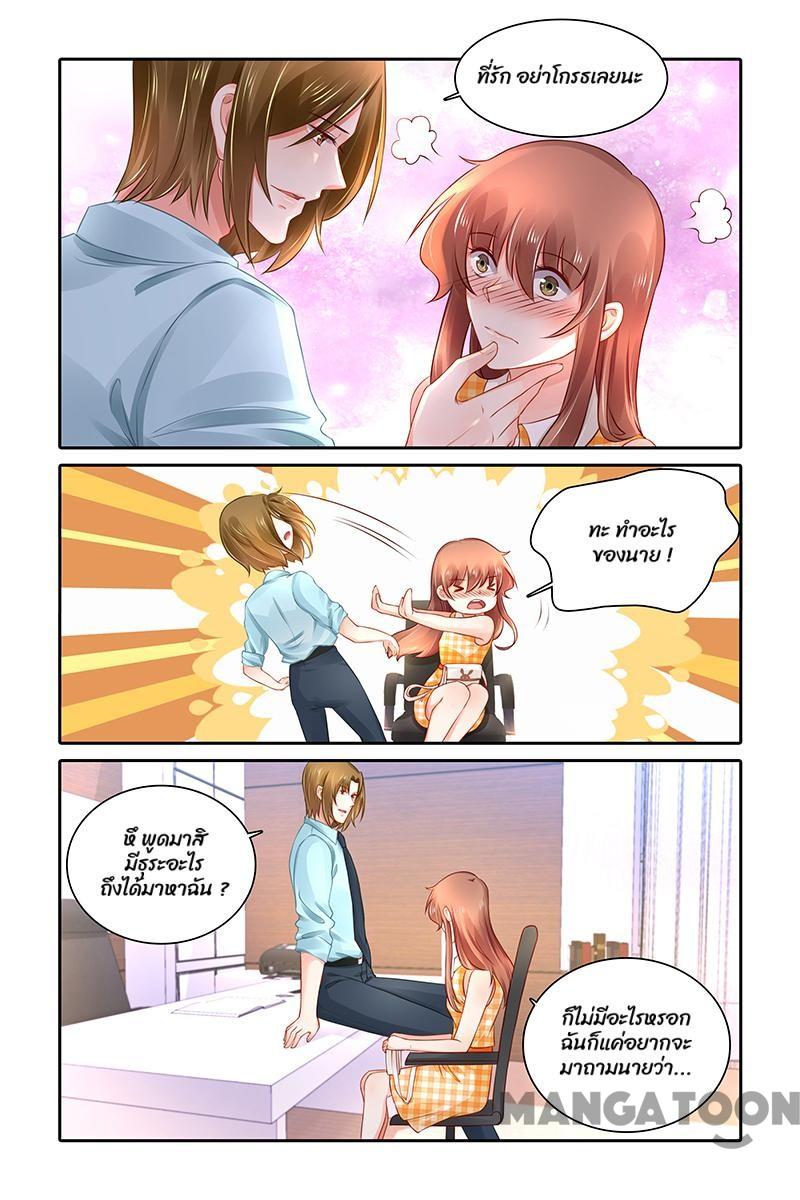 ที่รัก อย่าโกรธเลยนะ
ทะ ทำอะไร
ของนาย !
หึ พูดมาสิ
มีธุระอะไร
ถึงได้มาหาฉัน ?
ก็ไม่มีอะไรหรอก
ฉันก็แค่อยากจะ
มาถามนายว่า...
MANGATOON